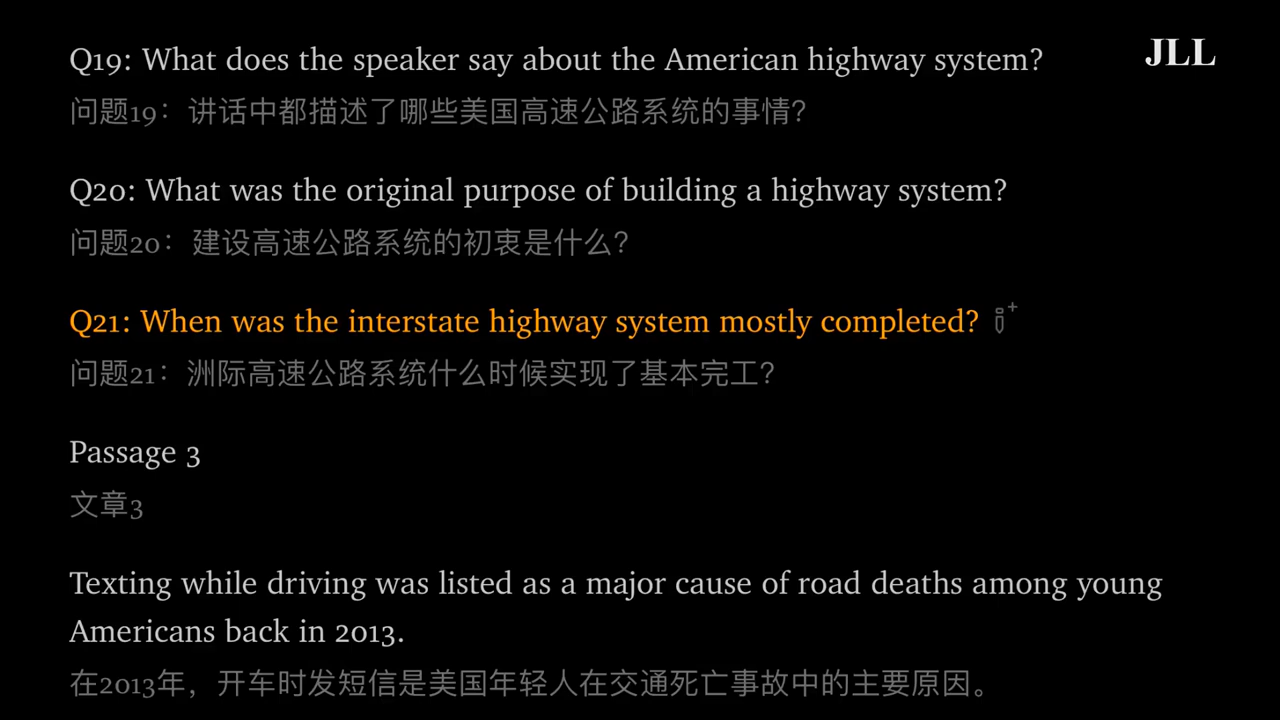 Q19: What does the speaker say about the American highway system?
JLL
问题19：讲话中都描述了哪些美国高速公路系统的事情？
Q20: What was the original purpose of building a highway system?
问题20：建设高速公路系统的初衷是什么？
Q21: When was the interstate highway system mostly completed?
问题21：洲际高速公路系统什么时候实现了基本完工？
Passage 3
文章3
Texting while driving was listed as a major cause of road deaths among young
Americans back in 2013.
在2013年，开车时发短信是美国年轻人在交通死亡事故中的主要原因。